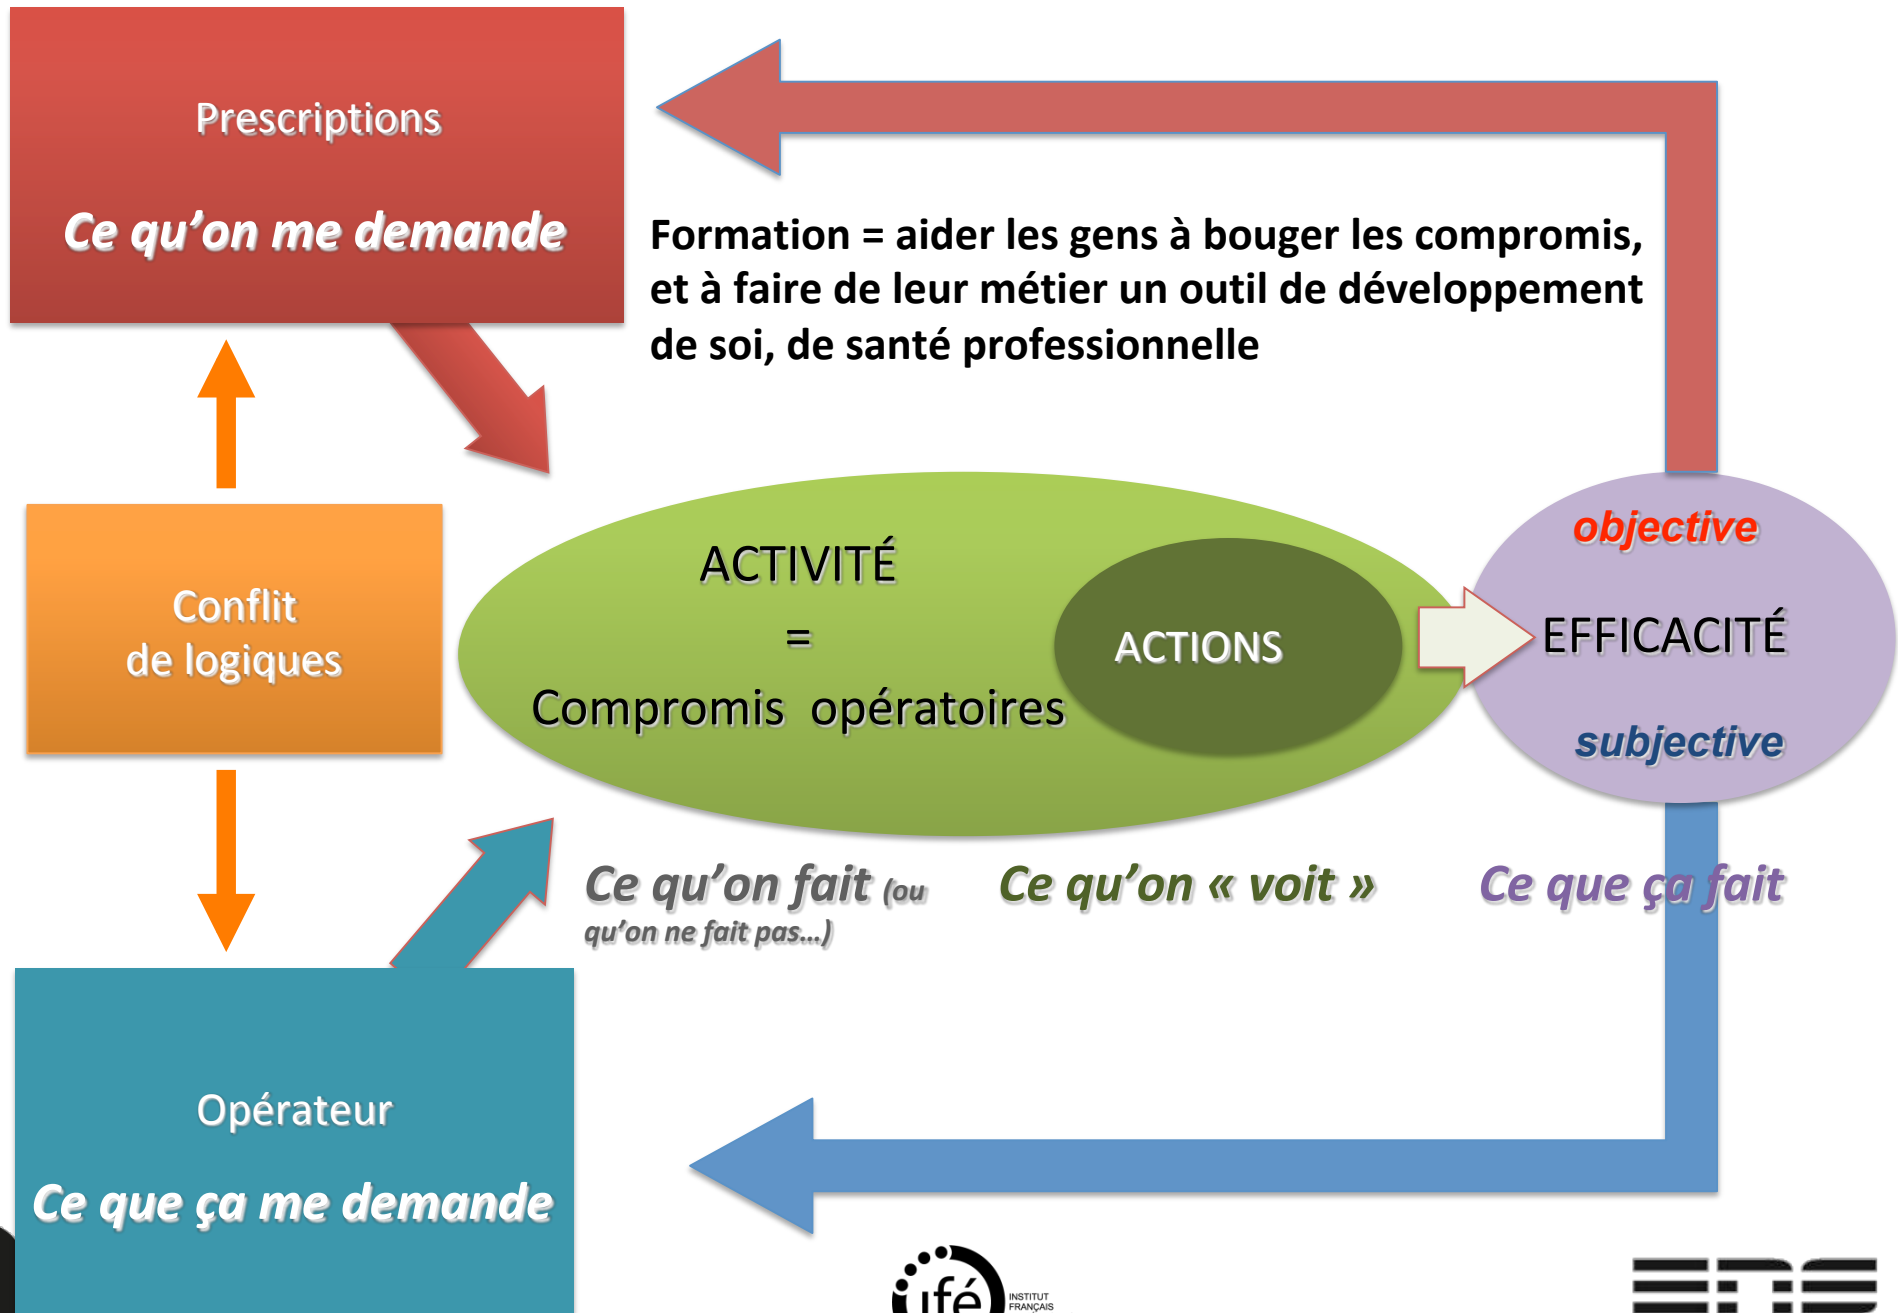 Prescriptions
Ce qu’on me demande
Formation = aider les gens à bouger les compromis,
et à faire de leur métier un outil de développement
de soi, de santé professionnelle
Conflit
de logiques
ACTIVITÉ
=
Compromis opératoires
ACTIONS
objective
EFFICACITÉ
subjective
Ce qu’on fait (ou
qu’on ne fait pas...)
Ce qu’on « voit »
Ce que ça fait
Opérateur
Ce que ça me demande
ifé
INSTITUT
FRANÇAIS
ENS